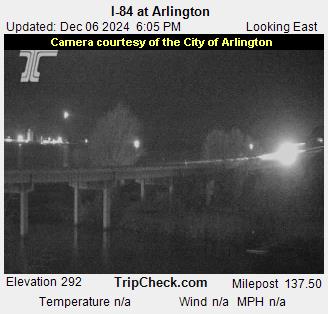 I-84 at Arlington
Updated: Dec 06 2024 6:05 PM Looking East
Camera courtesy of the City of Arlington
Elevation 292 TripCheck.com Milepost 137.50
Temperature n/a Wind n/a MPH n/a